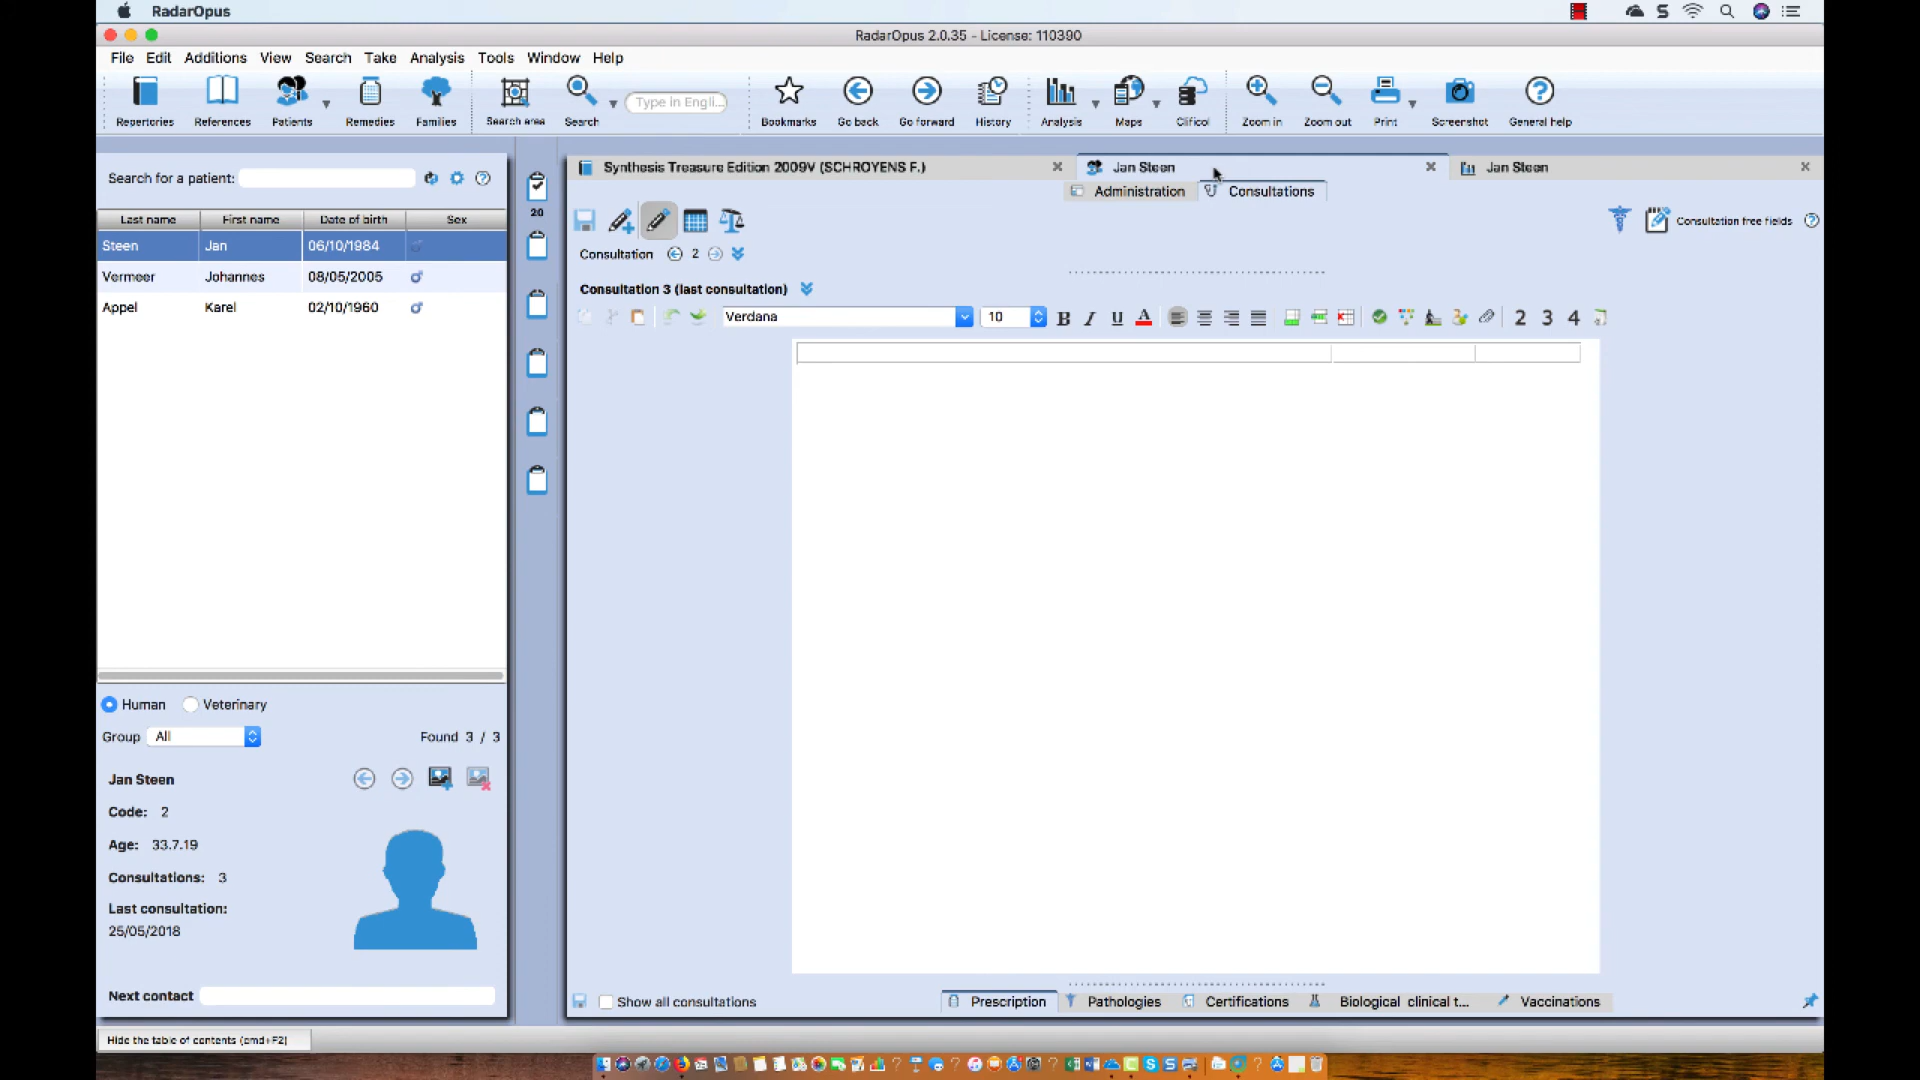 RadarOpus
RadarOpus 2.0.35 - License: 110390
File Edit Additions View Search Take Analysis Tools Window Help
Type in Engli...
Repertories References Patients Remedies Families Search area Search Bookmarks Go back Go forward History Analysis Maps Clificol Zoom in Zoom out Print Screenshot General help
Synthesis Treasure Edition 2009V (SCHROYENS F.) Jan Steen Jan Steen
Search for a patient:
Administration Consultations
20
Last name First name Date of birth Sex
Consultation free fields
Steen Jan 06/10/1984
Consultation 2
Vermeer Johannes 08/05/2005
Consultation 3 (last consultation)
Appel Karel 02/10/1960
Verdana 10 B I U A 2 3 4
Human Veterinary
Group All Found 3 / 3
Jan Steen
Code: 2
Age: 33.7.19
Consultations: 3
Last consultation:
25/05/2018
Next contact
Show all consultations Prescription Pathologies Certifications Biological clinical t... Vaccinations
Hide the table of contents (cmd+F2)